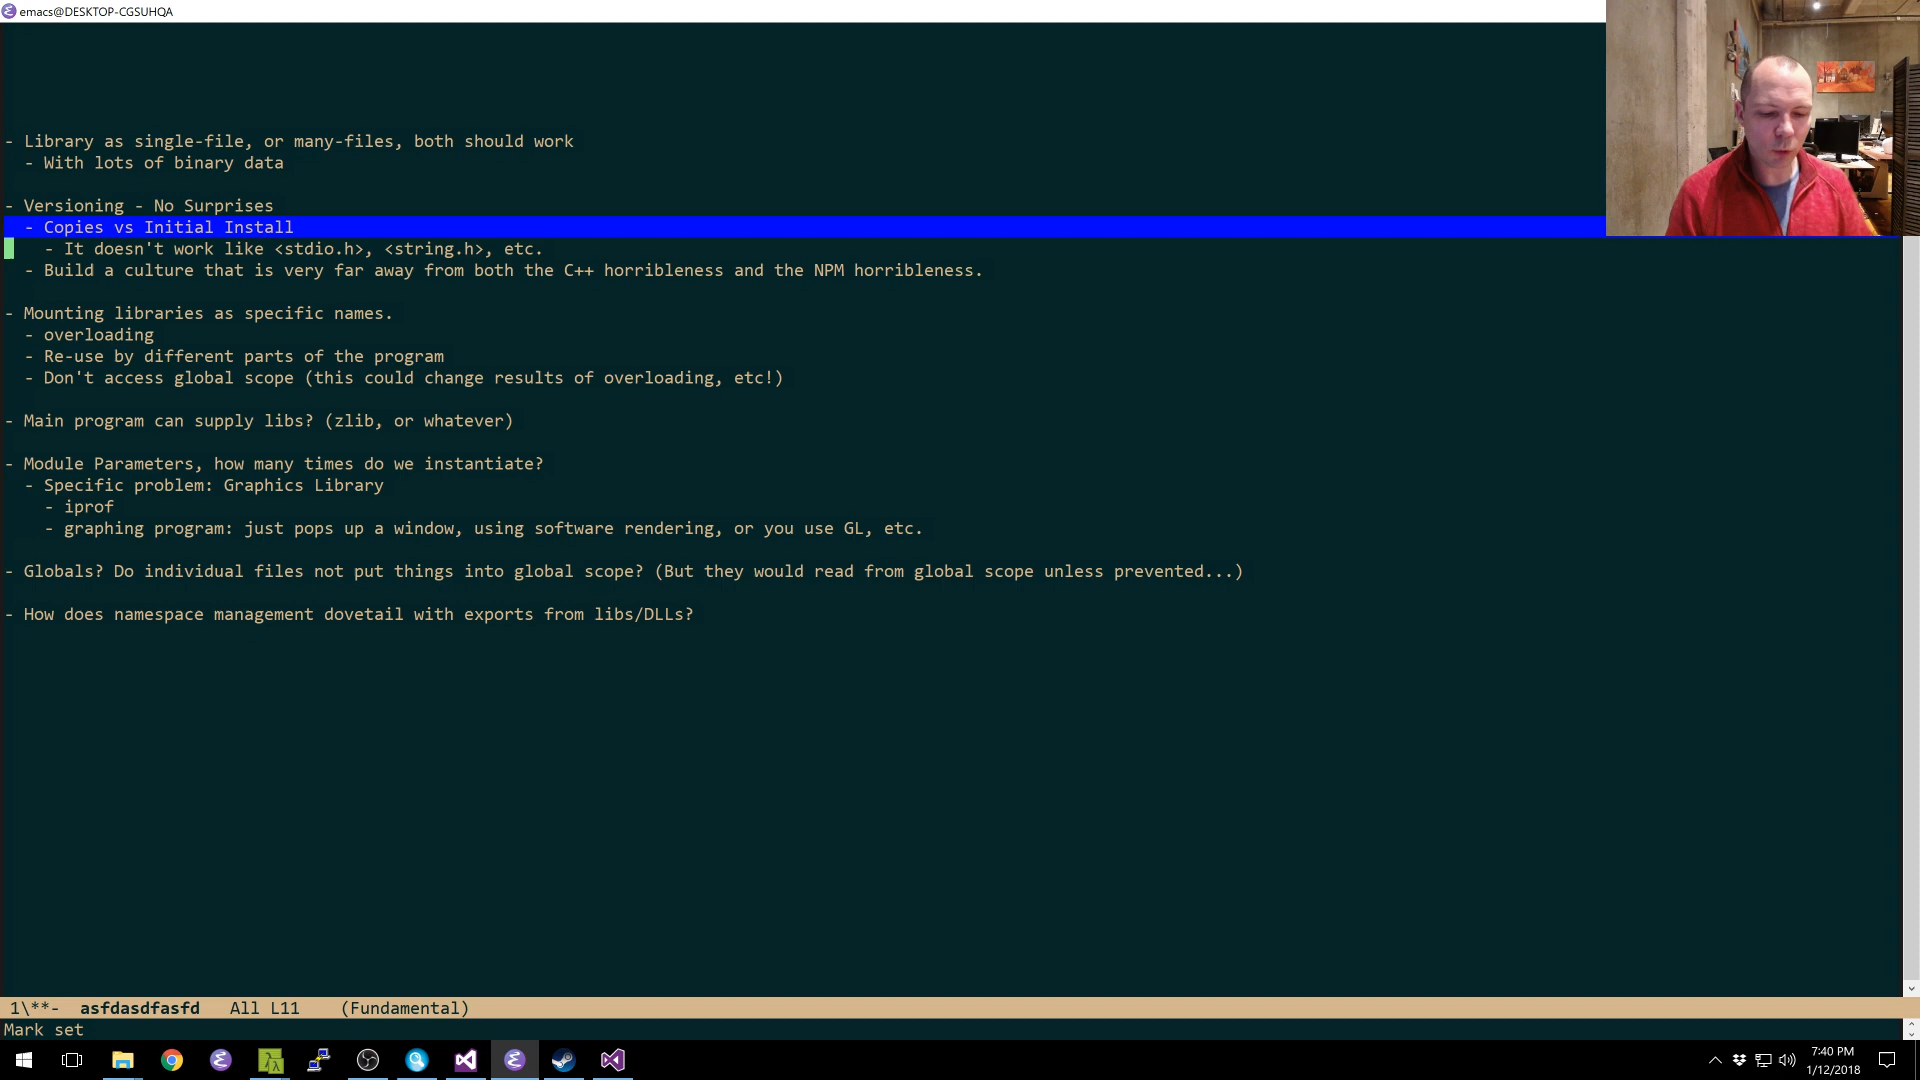 emacs@DESKTOP-CGSUHQA
- Library as single-file, or many-files, both should work
- With lots of binary data
- Versioning - No Surprises
- Copies vs Initial Install
- It doesn't work like <stdio.h>, <string.h>, etc.
- Build a culture that is very far away from both the C++ horribleness and the NPM horribleness.
- Mounting libraries as specific names.
- overloading
- Re-use by different parts of the program
- Don't access global scope (this could change results of overloading, etc!)
- Main program can supply libs? (zlib, or whatever)
- Module Parameters, how many times do we instantiate?
- Specific problem: Graphics Library
- iprof
- graphing program: just pops up a window, using software rendering, or you use GL, etc.
- Globals? Do individual files not put things into global scope? (But they would read from global scope unless prevented...)
- How does namespace management dovetail with exports from libs/DLLs?
1\**- asfdasdfasfd All L11 (Fundamental)
Mark set
7:40 PM
1/12/2018